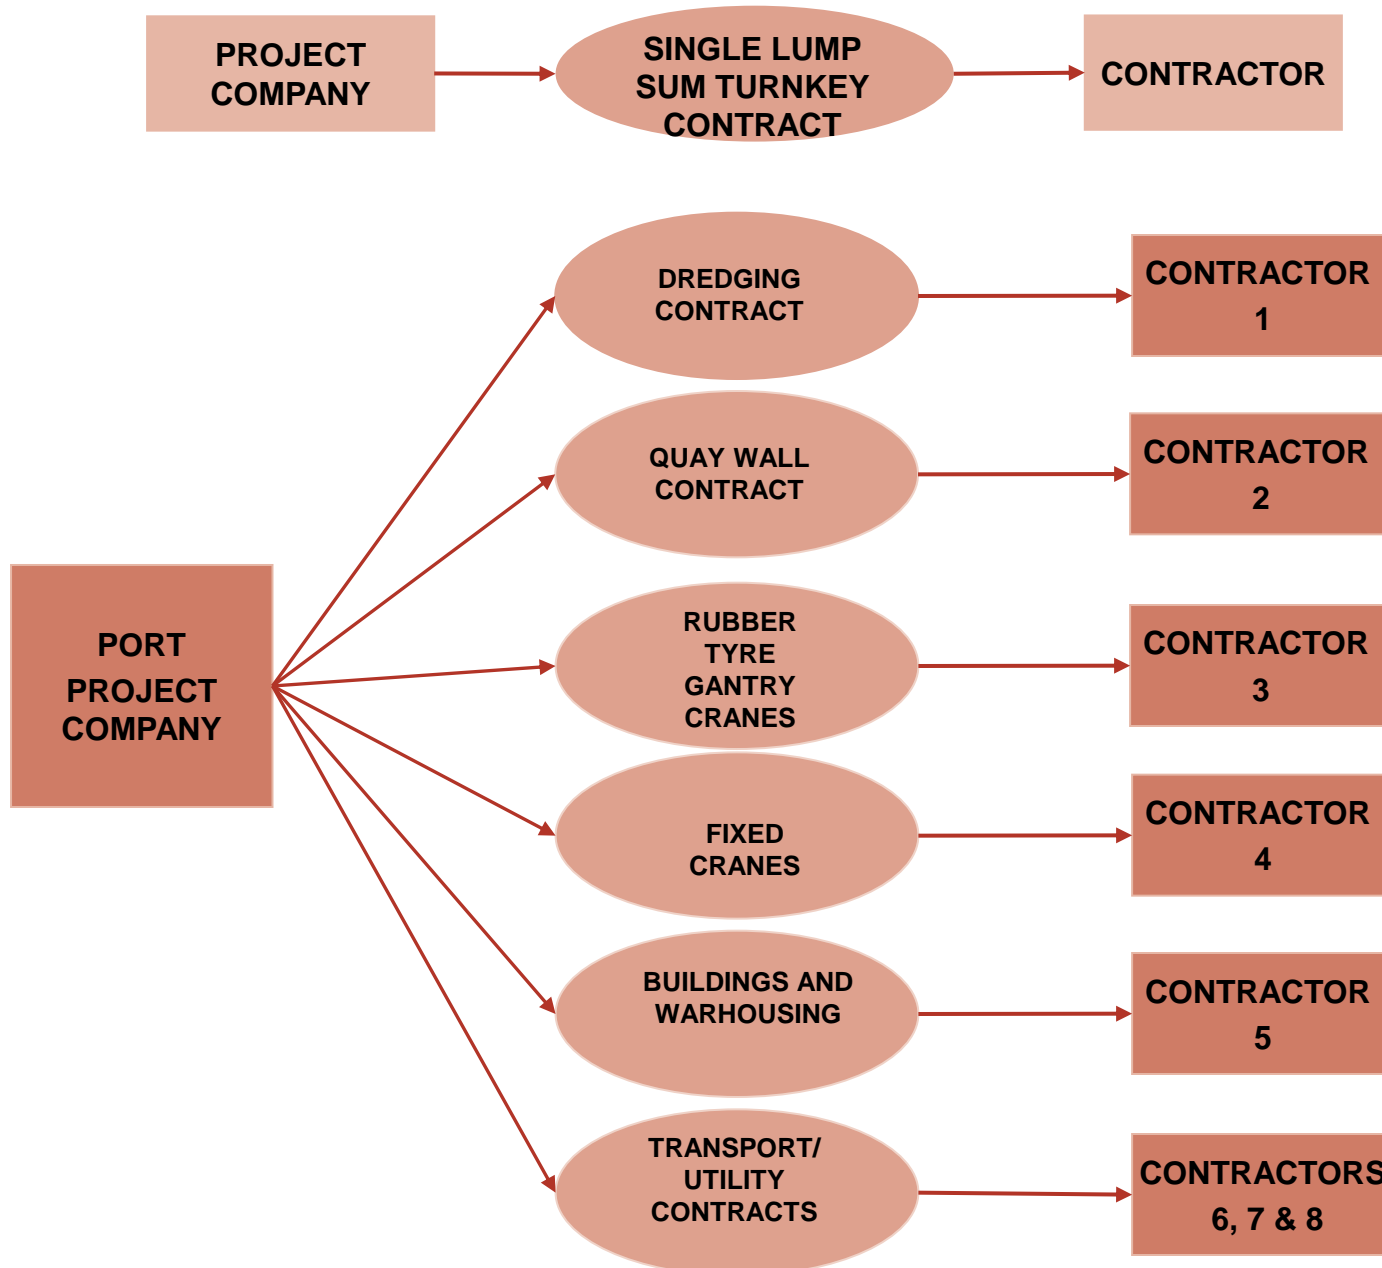 PROJECT
COMPANY
SINGLE LUMP
SUM TURNKEY
CONTRACT
CONTRACTOR
DREDGING
CONTRACT
CONTRACTOR
1
QUAY WALL
CONTRACT
CONTRACTOR
2
PORT
PROJECT
COMPANY
RUBBER
TYRE
GANTRY
CRANES
CONTRACTOR
3
FIXED
CRANES
CONTRACTOR
4
BUILDINGS AND
WARHOUSING
CONTRACTOR
5
TRANSPORT/
UTILITY
CONTRACTS
CONTRACTORS
6, 7 & 8